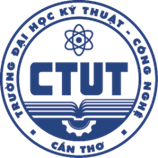 TRƯỜNG ĐẠI HỌC KỸ THUẬT - CÔNG NGHỆ
CTUT
CẦN THƠ